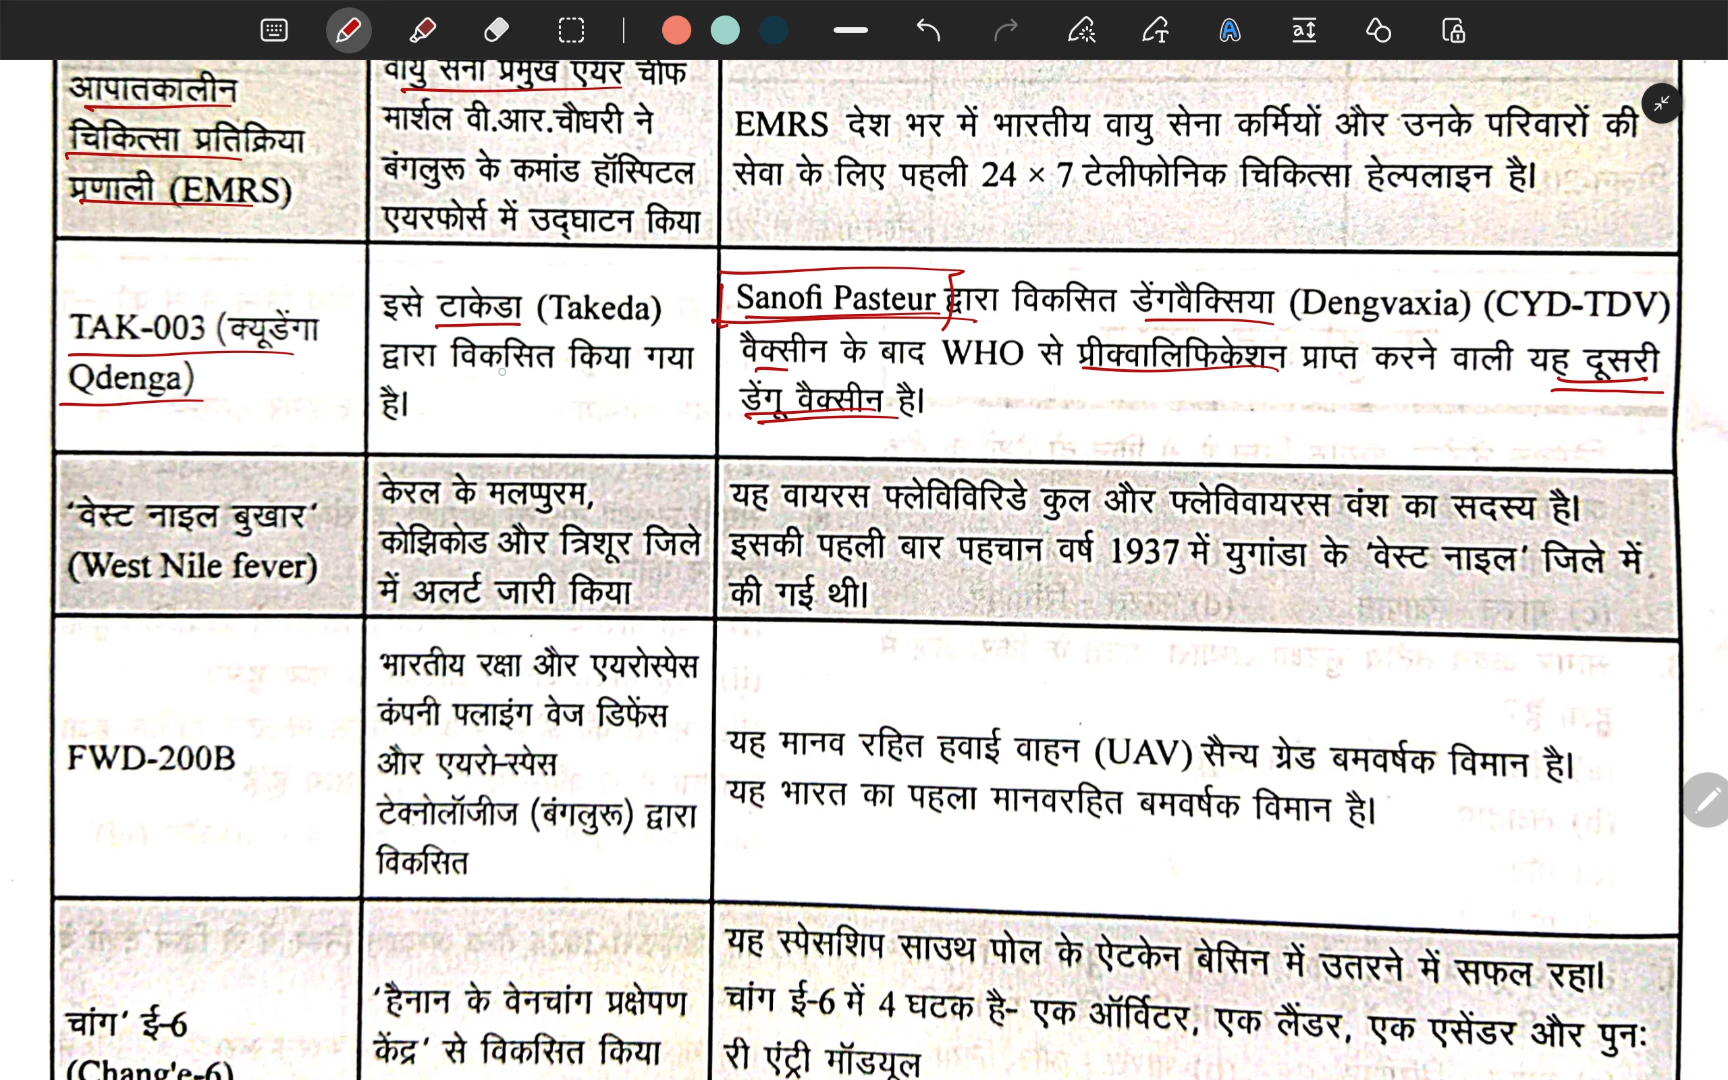 आपातकालीन
चिकित्सा प्रतिक्रिया
प्रणाली (EMRS)
वायु सेना प्रमुख एयर चीफ
मार्शल वी.आर.चौधरी ने
बंगलुरू के कमांड हॉस्पिटल
एयरफोर्स में उद्घाटन किया
EMRS देश भर में भारतीय वायु सेना कर्मियों और उनके परिवारों की
सेवा के लिए पहली 24 × 7 टेलीफोनिक चिकित्सा हेल्पलाइन है।
TAK-003 (क्यूडेंगा
Qdenga)
इसे टाकेडा (Takeda)
द्वारा विकसित किया गया
है।
Sanofi Pasteur द्वारा विकसित डेंगवैक्सिया (Dengvaxia) (CYD-TDV)
वैक्सीन के बाद WHO से प्रीक्वालिफिकेशन प्राप्त करने वाली यह दूसरी
डेंगू वैक्सीन है।
'वेस्ट नाइल बुखार'
(West Nile fever)
केरल के मलप्पुरम,
कोझिकोड और त्रिशूर जिले
में अलर्ट जारी किया
यह वायरस फ्लेविविरिडे कुल और फ्लेविवायरस वंश का सदस्य है।
इसकी पहली बार पहचान वर्ष 1937 में युगांडा के 'वेस्ट नाइल' जिले में
की गई थी।
FWD-200B
भारतीय रक्षा और एयरोस्पेस
कंपनी फ्लाइंग वेज डिफेंस
और एयरो-स्पेस
टेक्नोलॉजीज (बंगलुरू) द्वारा
विकसित
यह मानव रहित हवाई वाहन (UAV) सैन्य ग्रेड बमवर्षक विमान है।
यह भारत का पहला मानवरहित बमवर्षक विमान है।
चांग' ई-6
(Chang'e-6)
'हैनान के वेनचांग प्रक्षेपण
केंद्र' से विकसित किया
यह स्पेसशिप साउथ पोल के ऐटकेन बेसिन में उतरने में सफल रहा।
चांग ई-6 में 4 घटक है- एक ऑर्विटर, एक लैंडर, एक एसेंडर और पुनः
री एंट्री मॉडयूल